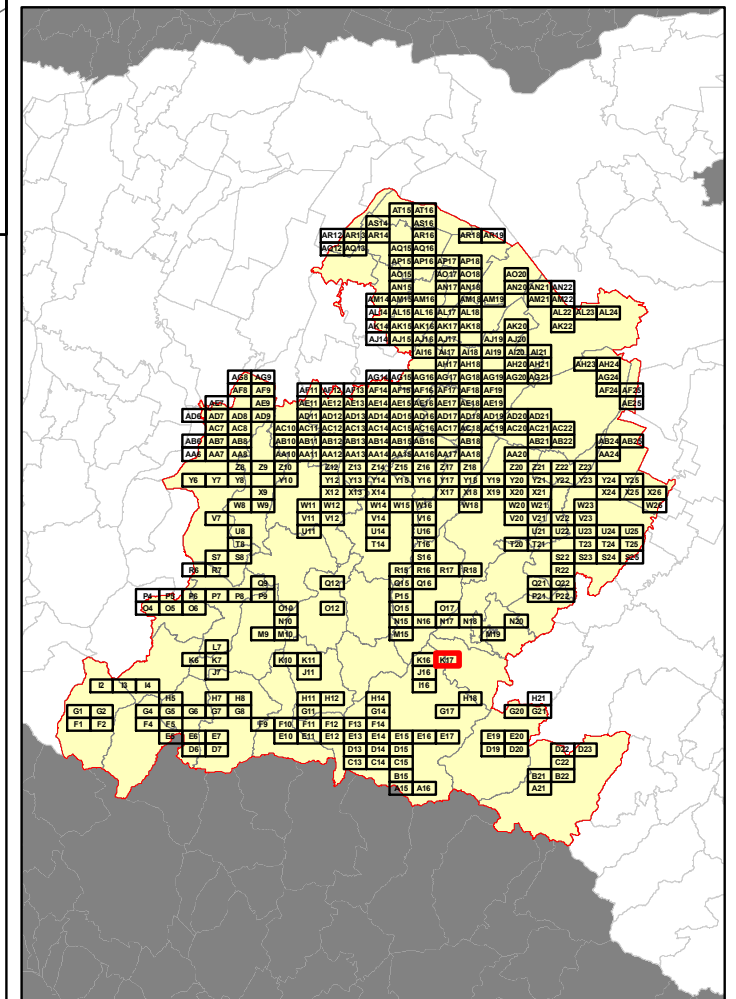 AT15 AT16
AS14 AS16
AR12 AR13 AR14 AR16 AR18 AR19
AQ12 AQ13 AQ15 AQ16
AP15 AP16 AP17 AP18
AO15 AO17 AO18 AO20
AN15 AN17 AN18 AN20 AN21 AN22
AM14 AM15 AM16 AM18 AM19 AM21 AM22
AL14 AL15 AL16 AL17 AL18 AL22 AL23 AL24
AK14 AK15 AK16 AK17 AK18 AK20 AK22
AJ14 AJ15 AJ16 AJ17 AJ19 AJ20
AI16 AI17 AI18 AI19 AI20 AI21
AH17 AH18 AH20 AH21 AH23 AH24
AG8 AG9 AG14 AG15 AG16 AG17 AG18 AG19 AG20 AG21 AG24
AF8 AF9 AF11 AF12 AF13 AF14 AF15 AF16 AF17 AF18 AF19 AF24 AF25
AE7 AE9 AE11 AE12 AE13 AE14 AE15 AE16 AE17 AE18 AE19 AE25
AD6 AD7 AD8 AD9 AD11 AD12 AD13 AD14 AD15 AD16 AD17 AD18 AD19 AD20 AD21
AC7 AC8 AC10 AC11 AC12 AC13 AC14 AC15 AC16 AC17 AC18 AC19 AC20 AC21 AC22
AB6 AB7 AB8 AB10 AB11 AB12 AB13 AB14 AB15 AB16 AB18 AB21 AB22 AB24 AB25
AA6 AA7 AA8 AA10 AA11 AA12 AA13 AA14 AA15 AA16 AA17 AA18 AA20 AA24
Z8 Z9 Z10 Z12 Z13 Z14 Z15 Z16 Z17 Z18 Z20 Z21 Z22 Z23
Y6 Y7 Y8 Y10 Y12 Y13 Y14 Y15 Y16 Y17 Y18 Y19 Y20 Y21 Y22 Y23 Y24 Y25
X9 X12 X13 X14 X17 X18 X19 X20 X21 X24 X25 X26
W8 W9 W11 W12 W14 W15 W16 W18 W20 W21 W23 W26
V7 V11 V12 V14 V16 V20 V21 V22 V23
U8 U11 U14 U16 U21 U22 U23 U24 U25
T8 T14 T16 T20 T21 T23 T24 T25
S7 S8 S16 S22 S23 S24 S25
R6 R7 R15 R16 R17 R18 R22
Q9 Q12 Q15 Q16 Q21 Q22
P4 P5 P6 P7 P8 P9 P15 P21 P22
O4 O5 O6 O10 O12 O15 O17
N10 N15 N16 N17 N18 N20
M9 M10 M15 M19
L7
K6 K7 K10 K11 K16 K17
J7 J11 J16
I2 I3 I4 I16
H5 H7 H8 H11 H12 H14 H18 H21
G1 G2 G4 G5 G6 G7 G8 G11 G14 G17 G20 G21
F1 F2 F4 F5 F9 F10 F11 F12 F13 F14
E5 E6 E7 E10 E11 E12 E13 E14 E15 E16 E17 E19 E20
D6 D7 D13 D14 D15 D19 D20 D22 D23
C13 C14 C15 C22
B15 B21 B22
A15 A16 A21